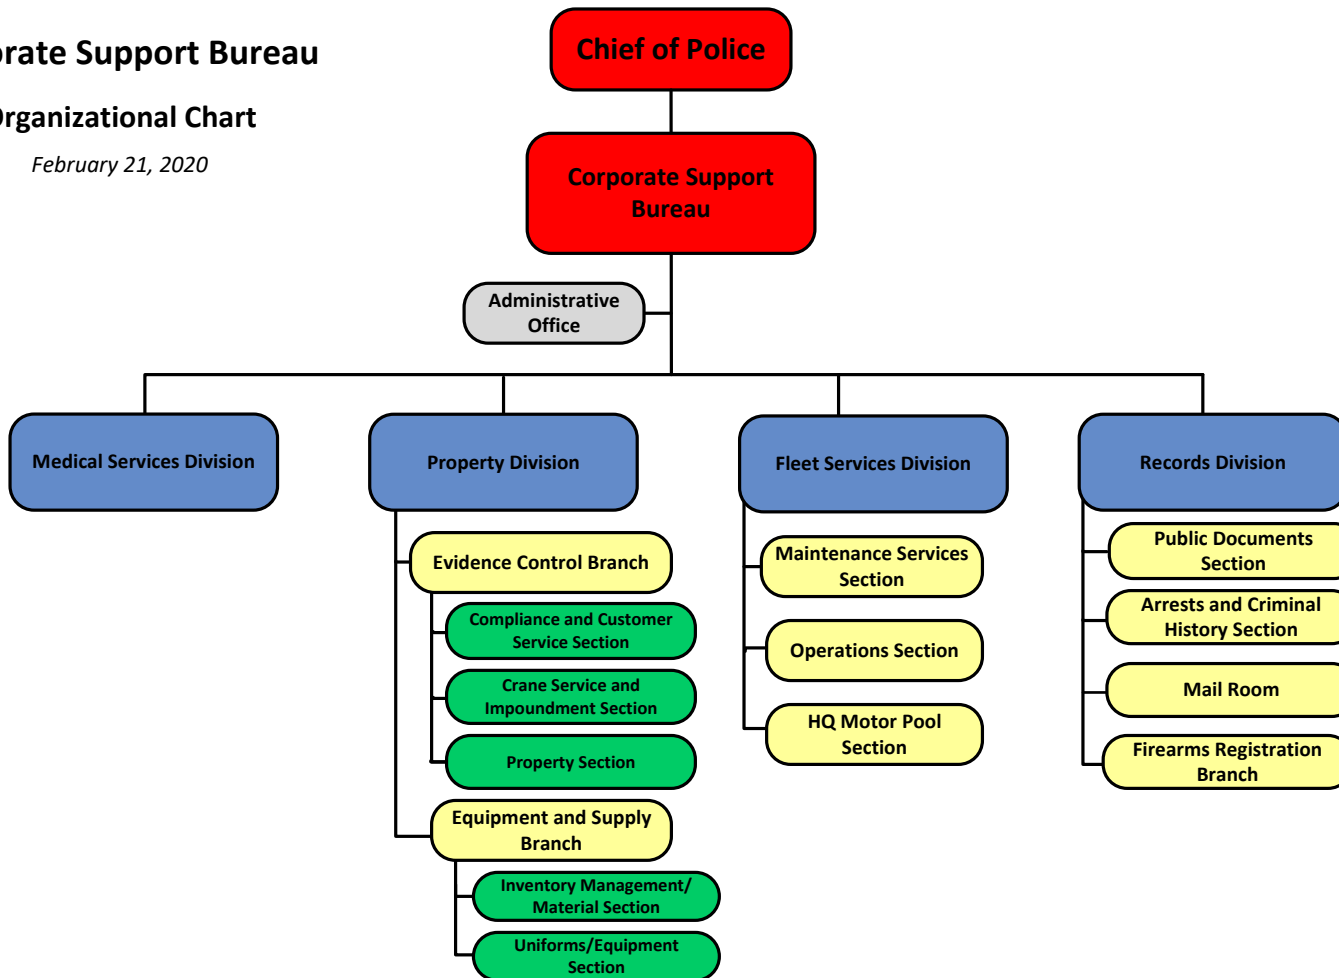 orate Support Bureau
Organizational Chart
February 21, 2020
Chief of Police
Corporate Support
Bureau
Administrative
Office
Medical Services Division
Property Division
Fleet Services Division
Records Division
Evidence Control Branch
Compliance and Customer
Service Section
Crane Service and
Impoundment Section
Property Section
Equipment and Supply
Branch
Inventory Management/
Material Section
Uniforms/Equipment
Section
Maintenance Services
Section
Operations Section
HQ Motor Pool
Section
Public Documents
Section
Arrests and Criminal
History Section
Mail Room
Firearms Registration
Branch